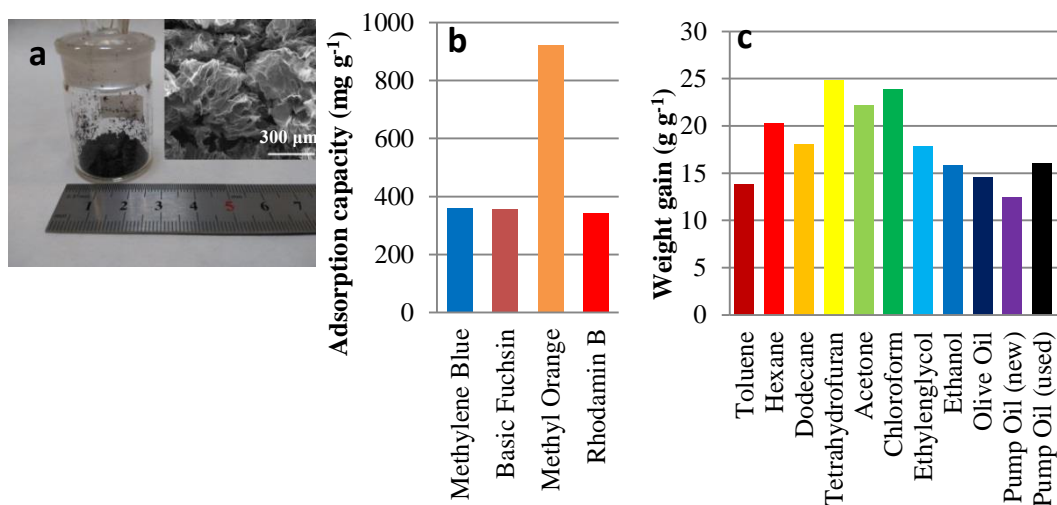 a
300 µm
1 2 3 4 5 6 7
b
Adsorption capacity (mg g⁻¹)
1000
800
600
400
200
0
Methylene Blue
Basic Fuchsin
Methyl Orange
Rhodamin B
c
Weight gain (g g⁻¹)
30
25
20
15
10
5
0
Toluene
Hexane
Dodecane
Tetrahydrofuran
Acetone
Chloroform
Ethylenglycol
Ethanol
Olive Oil
Pump Oil (new)
Pump Oil (used)